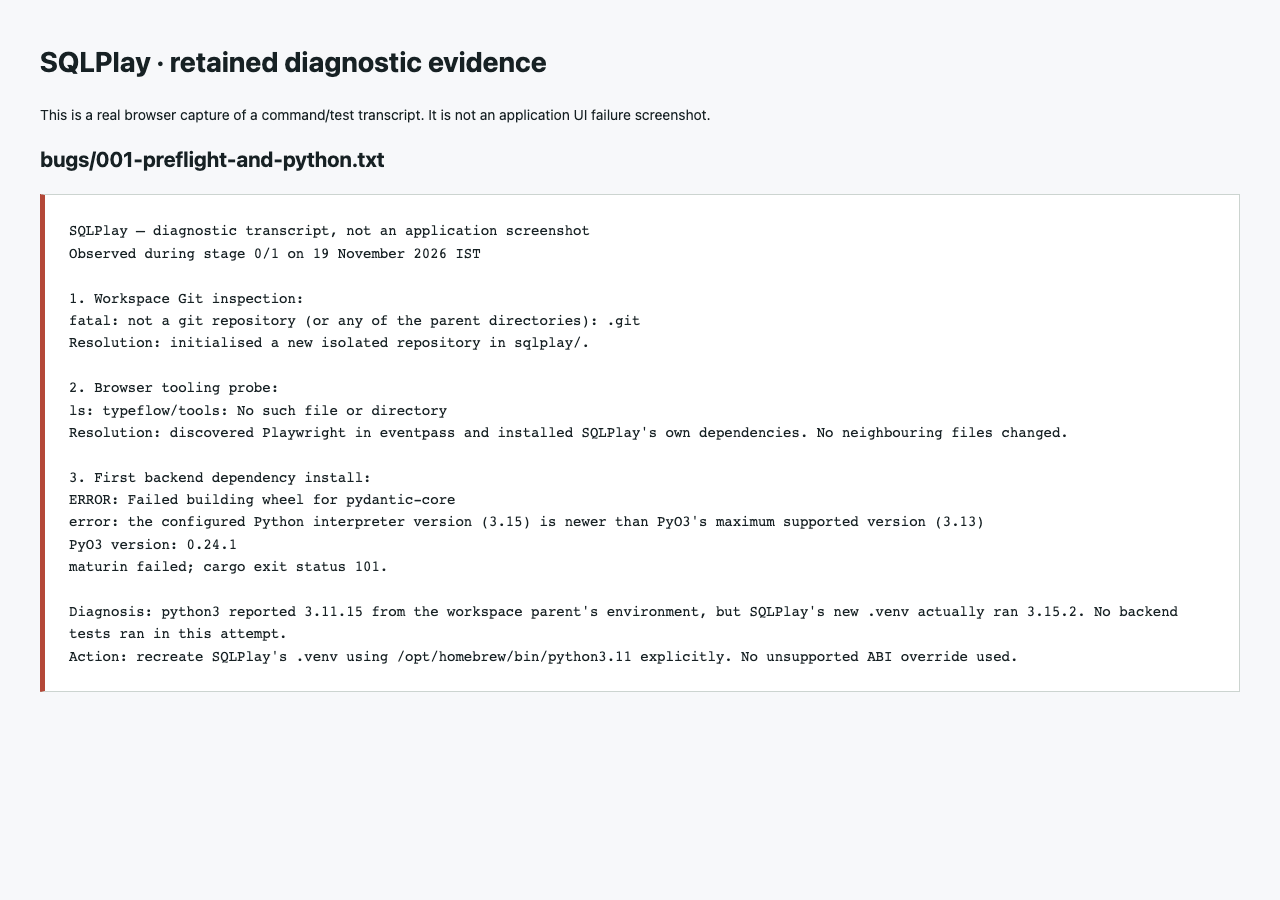 SQLPlay · retained diagnostic evidence
This is a real browser capture of a command/test transcript. It is not an application UI failure screenshot.
bugs/001-preflight-and-python.txt
SQLPlay — diagnostic transcript, not an application screenshot
Observed during stage 0/1 on 19 November 2026 IST
1. Workspace Git inspection:
fatal: not a git repository (or any of the parent directories): .git
Resolution: initialised a new isolated repository in sqlplay/.
2. Browser tooling probe:
ls: typeflow/tools: No such file or directory
Resolution: discovered Playwright in eventpass and installed SQLPlay's own dependencies. No neighbouring files changed.
3. First backend dependency install:
ERROR: Failed building wheel for pydantic-core
error: the configured Python interpreter version (3.15) is newer than PyO3's maximum supported version (3.13)
PyO3 version: 0.24.1
maturin failed; cargo exit status 101.
Diagnosis: python3 reported 3.11.15 from the workspace parent's environment, but SQLPlay's new .venv actually ran 3.15.2. No backend
tests ran in this attempt.
Action: recreate SQLPlay's .venv using /opt/homebrew/bin/python3.11 explicitly. No unsupported ABI override used.